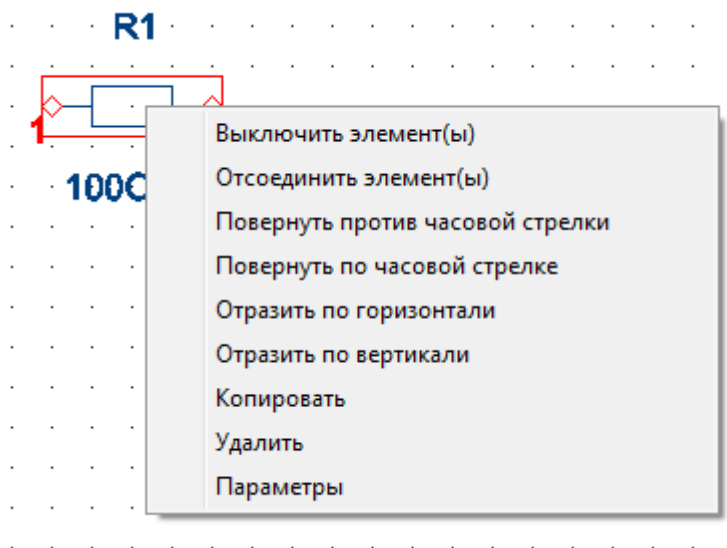 R1
1
100
Выключить элемент(ы)
Отсоединить элемент(ы)
Повернуть против часовой стрелки
Повернуть по часовой стрелке
Отразить по горизонтали
Отразить по вертикали
Копировать
Удалить
Параметры